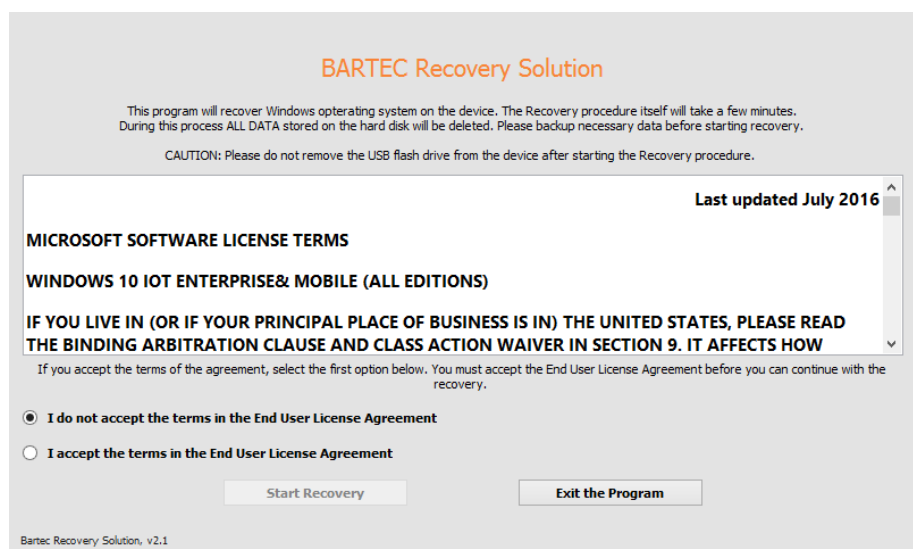 BARTEC Recovery Solution
This program will recover Windows opterating system on the device. The Recovery procedure itself will take a few minutes.
During this process ALL DATA stored on the hard disk will be deleted. Please backup necessary data before starting recovery.
CAUTION: Please do not remove the USB flash drive from the device after starting the Recovery procedure.
Last updated July 2016
MICROSOFT SOFTWARE LICENSE TERMS
WINDOWS 10 IOT ENTERPRISE& MOBILE (ALL EDITIONS)
IF YOU LIVE IN (OR IF YOUR PRINCIPAL PLACE OF BUSINESS IS IN) THE UNITED STATES, PLEASE READ
THE BINDING ARBITRATION CLAUSE AND CLASS ACTION WAIVER IN SECTION 9. IT AFFECTS HOW
If you accept the terms of the agreement, select the first option below. You must accept the End User License Agreement before you can continue with the
recovery.
I do not accept the terms in the End User License Agreement
I accept the terms in the End User License Agreement
Start Recovery
Exit the Program
Bartec Recovery Solution, v2.1